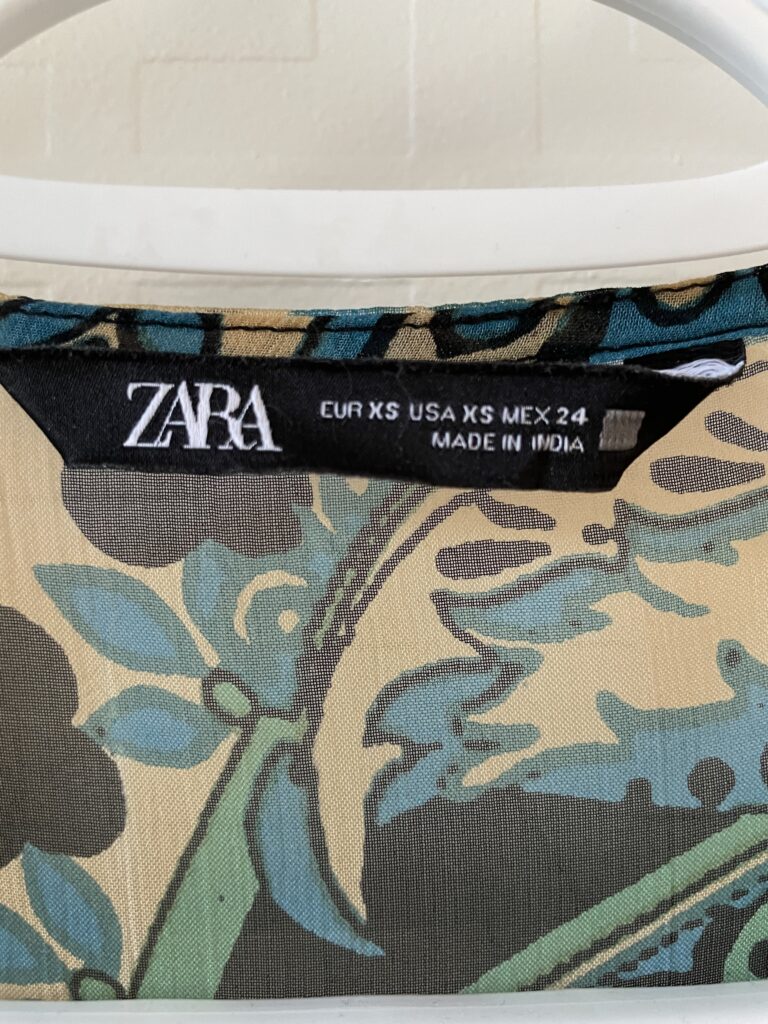 ZARA
EUR XS USA XS MEX 24
MADE IN INDIA